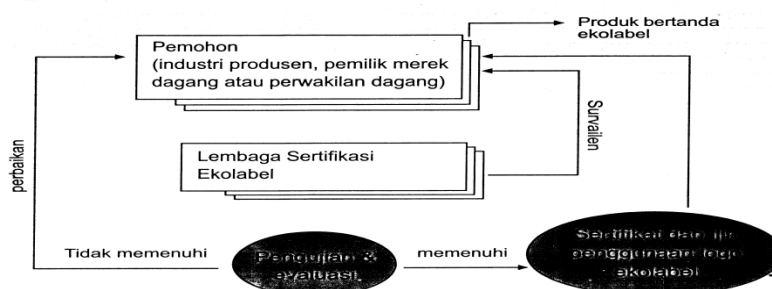 Produk bertanda
ekolabel
Pemohon
(industri produsen, pemilik merek
dagang atau perwakilan dagang)
Survailen
perbaikan
Lembaga Sertifikasi
Ekolabel
Tidak memenuhi
Pengujian &
evaluasi
memenuhi
Sertifikat dan ijin
penggunaan logo
ekolabel